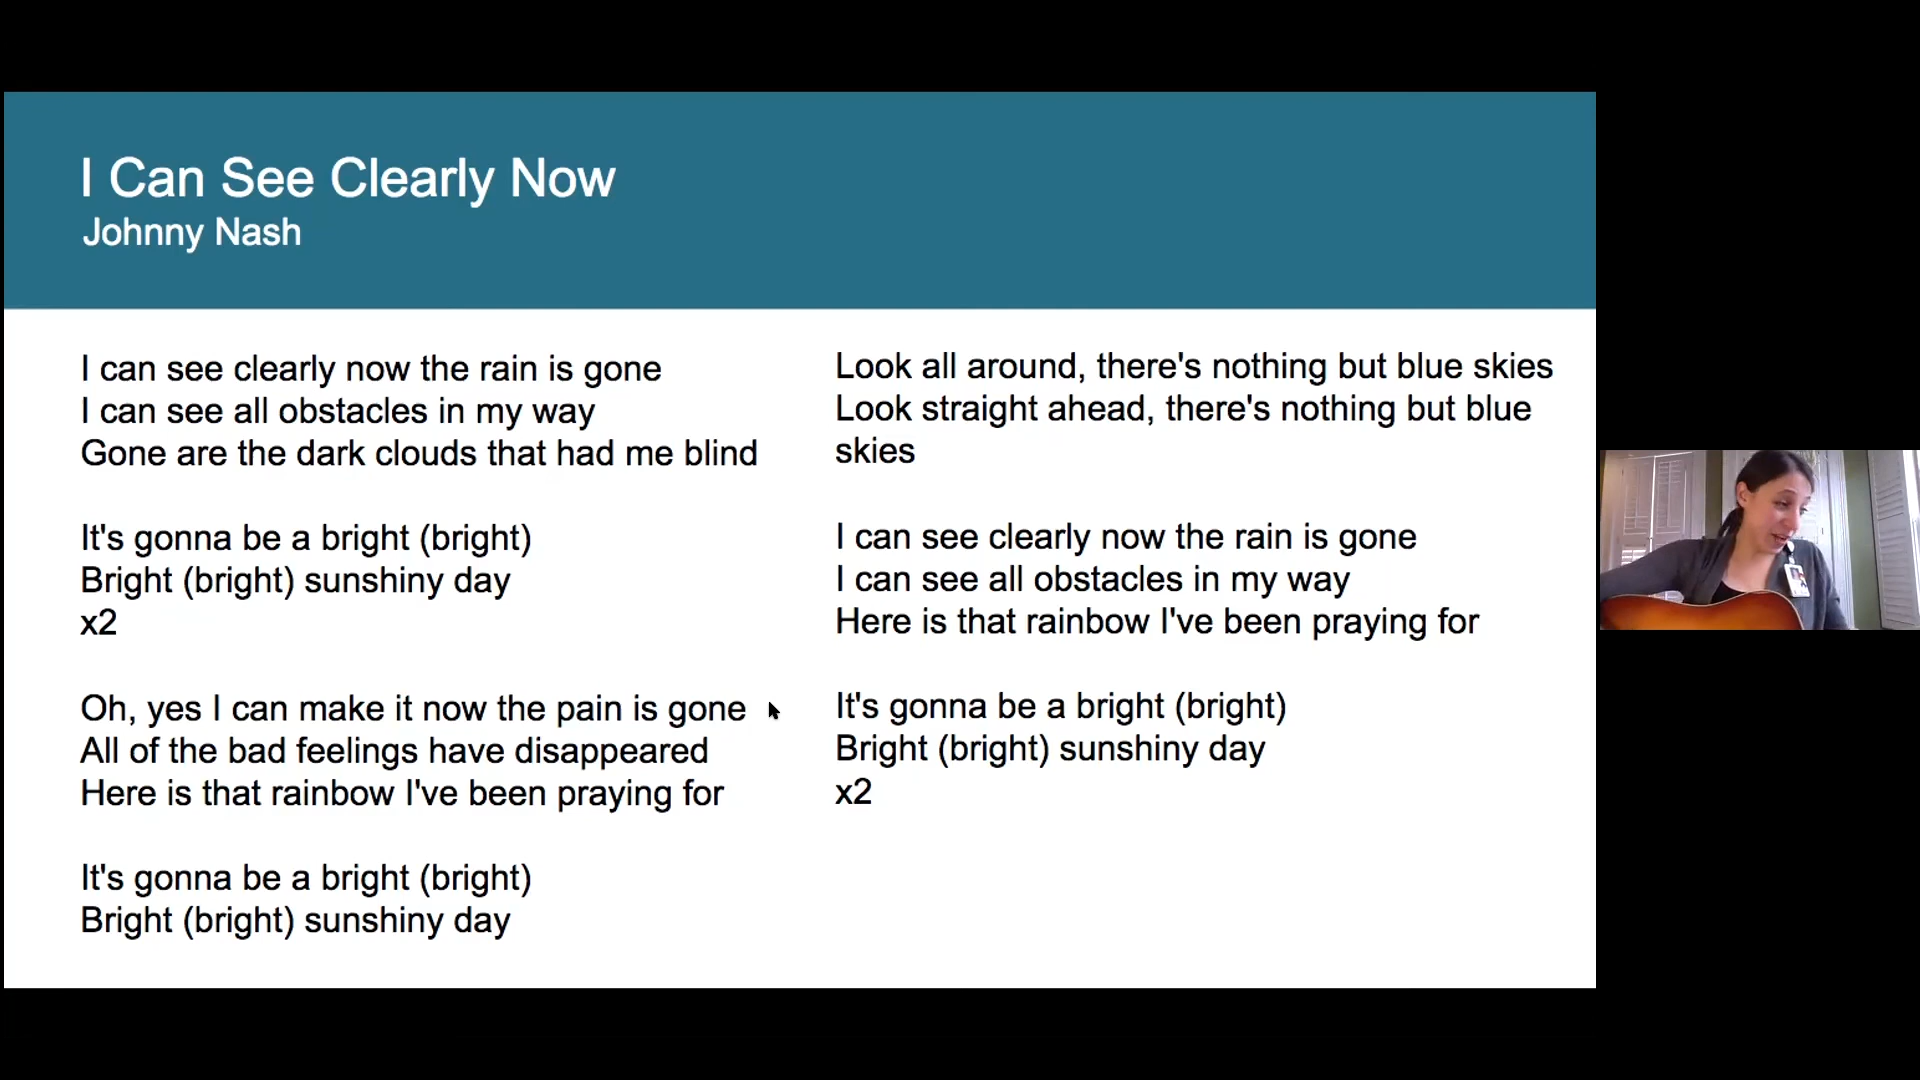 I Can See Clearly Now
Johnny Nash
I can see clearly now the rain is gone
I can see all obstacles in my way
Gone are the dark clouds that had me blind
It's gonna be a bright (bright)
Bright (bright) sunshiny day
x2
Oh, yes I can make it now the pain is gone
All of the bad feelings have disappeared
Here is that rainbow I've been praying for
It's gonna be a bright (bright)
Bright (bright) sunshiny day
Look all around, there's nothing but blue skies
Look straight ahead, there's nothing but blue
skies
I can see clearly now the rain is gone
I can see all obstacles in my way
Here is that rainbow I've been praying for
It's gonna be a bright (bright)
Bright (bright) sunshiny day
x2